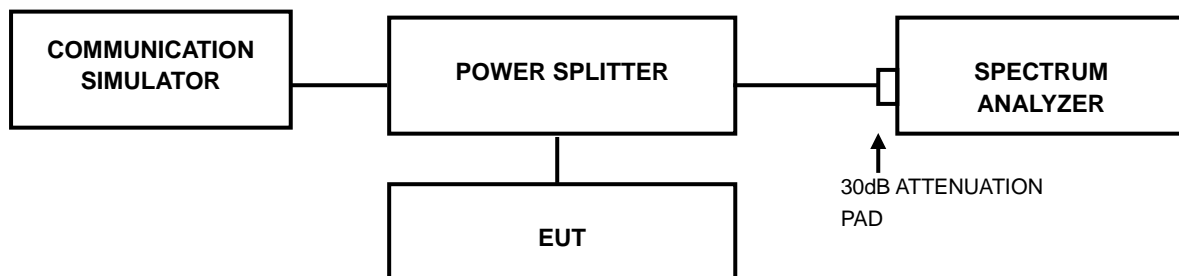 COMMUNICATION
SIMULATOR
POWER SPLITTER
SPECTRUM
ANALYZER
30dB ATTENUATION
PAD
EUT